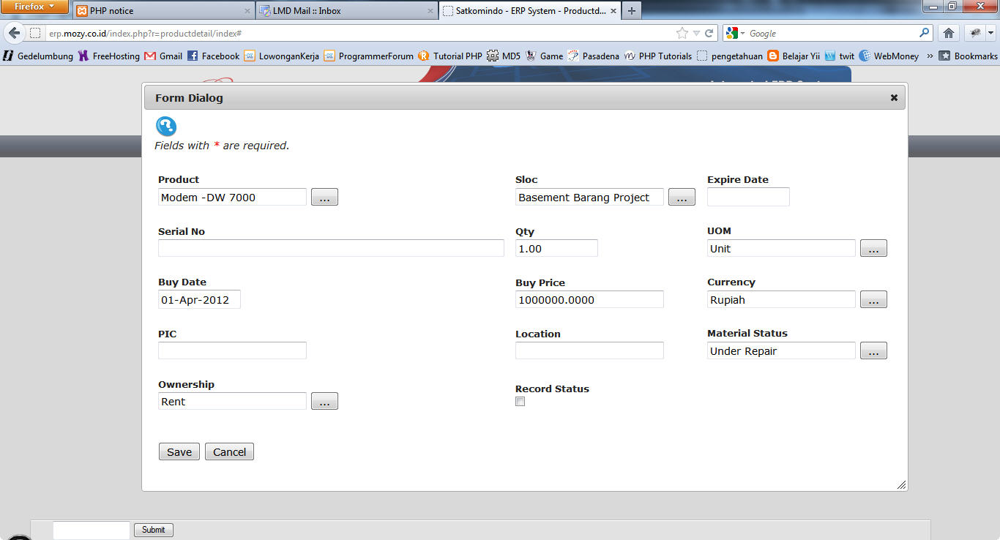 Firefox
PHP notice
LMD Mail :: Inbox
Satkomindo - ERP System - Productd...
erp.mozy.co.id/index.php?r=productdetail/index#
Google
Gedelumbung FreeHosting Gmail Facebook LowonganKerja ProgrammerForum Tutorial PHP MD5 Game Pasadena PHP Tutorials pengetahuan Belajar Yii twit WebMoney » Bookmarks
Form Dialog
Fields with * are required.
Product Sloc Expire Date
Modem -DW 7000 ... Basement Barang Project ...
Serial No Qty UOM
1.00 Unit ...
Buy Date Buy Price Currency
01-Apr-2012 1000000.0000 Rupiah ...
PIC Location Material Status
Under Repair ...
Ownership Record Status
Rent ...
Save Cancel
Submit